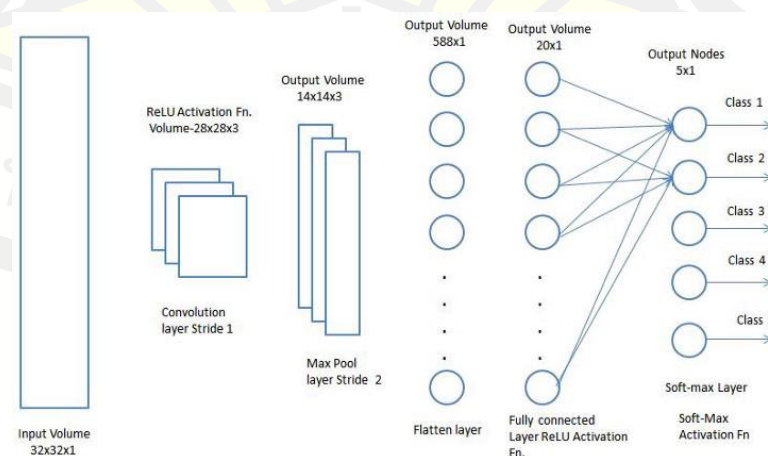 Input Volume
32x32x1
ReLU Activation Fn.
Volume-28x28x3
Convolution
layer Stride 1
Output Volume
14x14x3
Max Pool
layer Stride 2
Output Volume
588x1
Flatten layer
Output Volume
20x1
Fully connected
Layer ReLU Activation
Fn.
Output Nodes
5x1
Class 1
Class 2
Class 3
Class 4
Class
Soft-max Layer
Soft-Max
Activation Fn